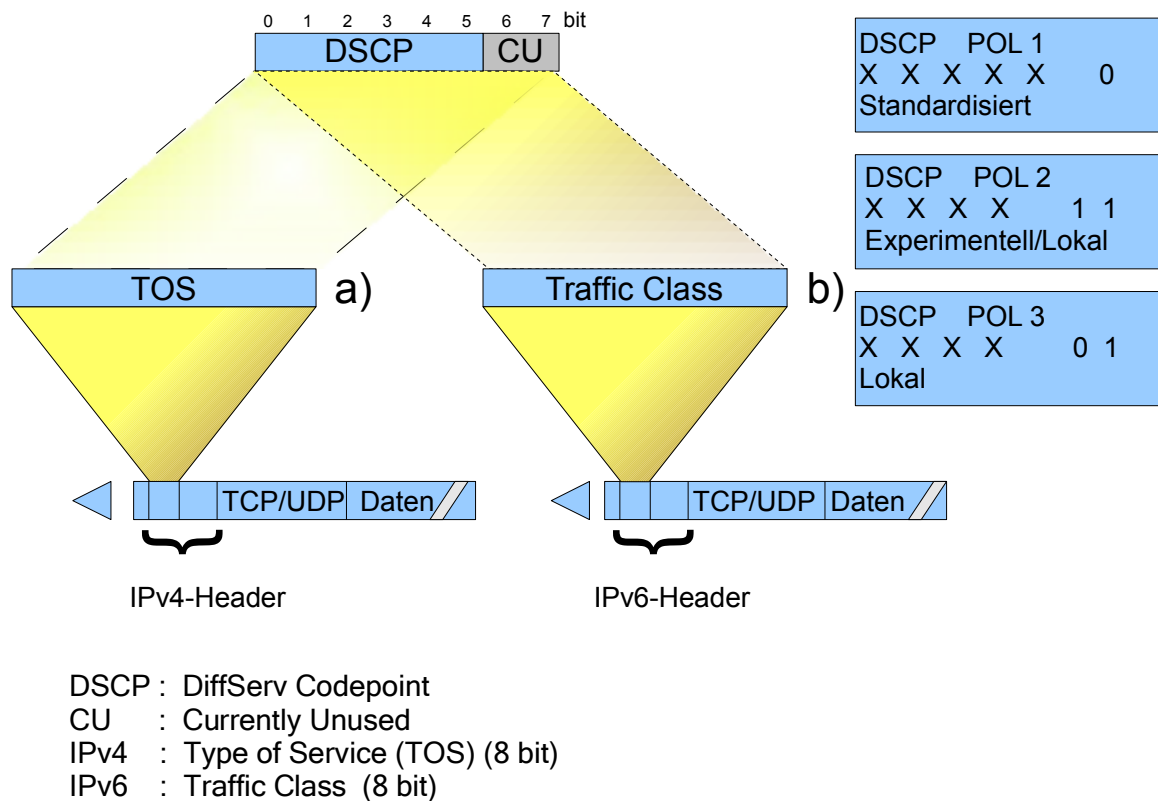 0 1 2 3 4 5 6 7 bit
DSCP CU
TOS a)
Traffic Class b)
TCP/UDP Daten
TCP/UDP Daten
IPv4-Header
IPv6-Header
DSCP POL 1
X X X X X 0
Standardisiert
DSCP POL 2
X X X X 1 1
Experimentell/Lokal
DSCP POL 3
X X X X 0 1
Lokal
DSCP : DiffServ Codepoint
CU : Currently Unused
IPv4 : Type of Service (TOS) (8 bit)
IPv6 : Traffic Class (8 bit)